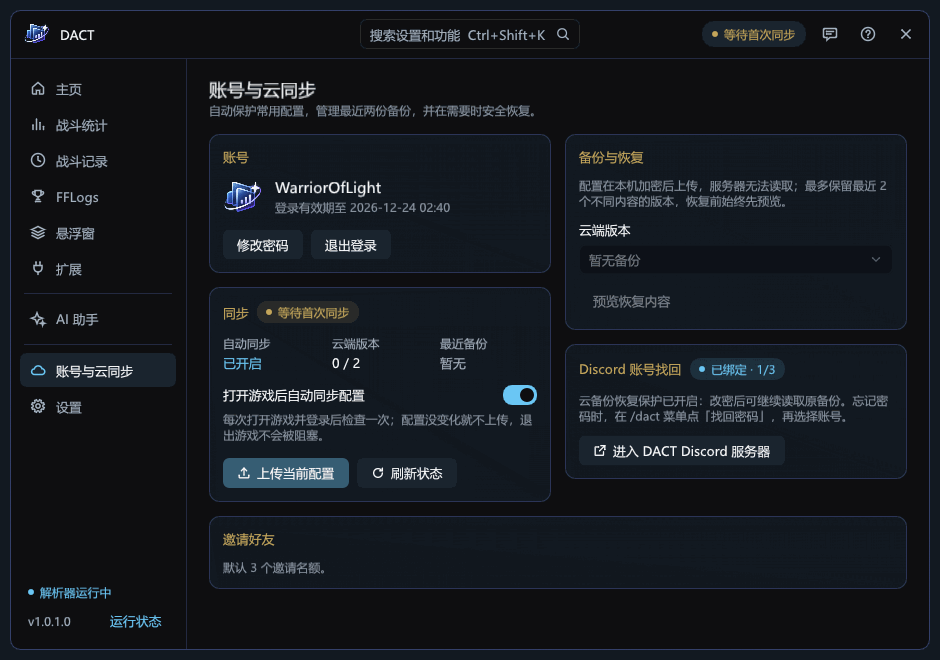 DACT
搜索设置和功能 Ctrl+Shift+K
等待首次同步
主页
战斗统计
战斗记录
FFLogs
悬浮窗
扩展
AI 助手
账号与云同步
设置
解析器运行中
v1.0.1.0 运行状态
账号与云同步
自动保护常用配置，管理最近两份备份，并在需要时安全恢复。
账号
WarriorOfLight
登录有效期至 2026-12-24 02:40
修改密码 退出登录
同步 等待首次同步
自动同步 云端版本 最近备份
已开启 0 / 2 暂无
打开游戏后自动同步配置
每次打开游戏并登录后检查一次；配置没变化就不上传，退
出游戏不会被阻塞。
上传当前配置 刷新状态
备份与恢复
配置在本机加密后上传，服务器无法读取；最多保留最近 2
个不同内容的版本，恢复前始终先预览。
云端版本
暂无备份
预览恢复内容
Discord 账号找回 已绑定 · 1/3
云备份恢复保护已开启：改密后可继续读取原备份。忘记密
码时，在 /dact 菜单点「找回密码」，再选择账号。
进入 DACT Discord 服务器
邀请好友
默认 3 个邀请名额。